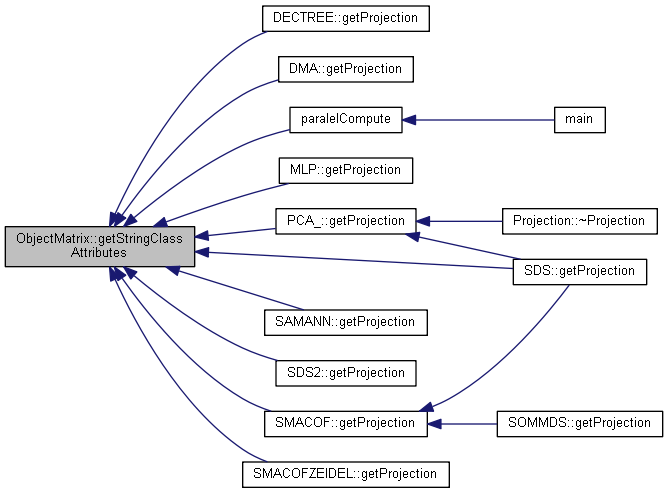 DECTREE::getProjection
DMA::getProjection
paralelCompute
main
MLP::getProjection
PCA_::getProjection
Projection::~Projection
ObjectMatrix::getStringClass
Attributes
SDS::getProjection
SAMANN::getProjection
SDS2::getProjection
SMACOF::getProjection
SOMMDS::getProjection
SMACOFZEIDEL::getProjection